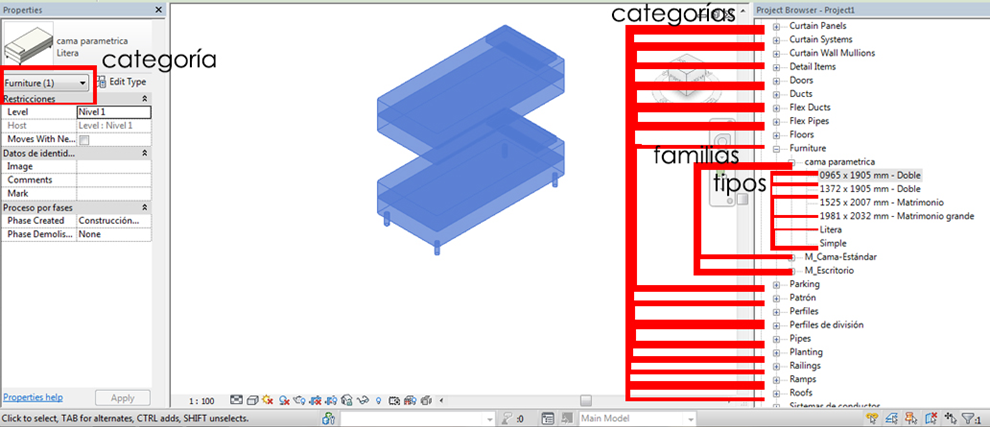 Properties
cama parametrica
Litera
categoría
Furniture (1)
Edit Type
Restricciones
Level
Nivel 1
Host
Level : Nivel 1
Moves With Ne...
Datos de identid...
Image
Comments
Mark
Proceso por fases
Phase Created
Construcción...
Phase Demolis...
None
Properties help
Apply
categorías
familias
tipos
1 : 100
Project Browser - Project1
Curtain Panels
Curtain Systems
Curtain Wall Mullions
Detail Items
Doors
Ducts
Flex Ducts
Flex Pipes
Floors
Furniture
cama parametrica
0965 x 1905 mm - Doble
1372 x 1905 mm - Doble
1525 x 2007 mm - Matrimonio
1981 x 2032 mm - Matrimonio grande
Litera
Simple
M_Cama-Estándar
M_Escritorio
Parking
Patrón
Perfiles
Perfiles de división
Pipes
Planting
Railings
Ramps
Roofs
Sistemas de conductos
Click to select, TAB for alternates, CTRL adds, SHIFT unselects.
:0
Main Model
:1